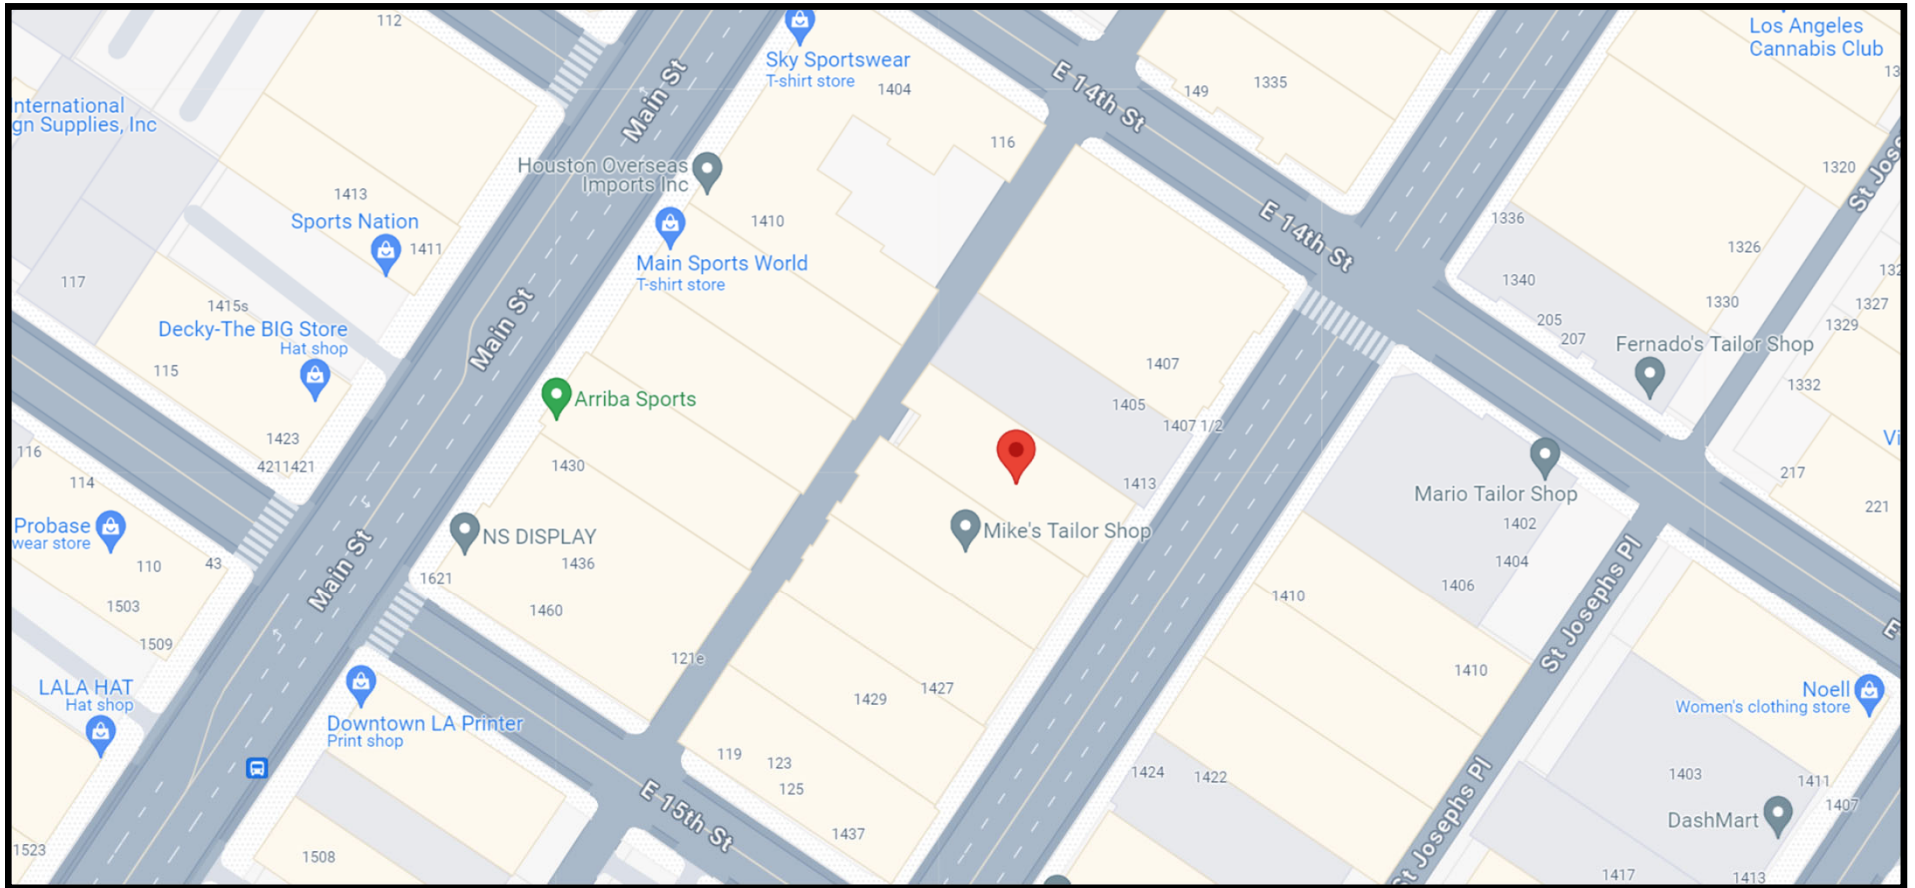 112
Main St
Sky Sportswear
T-shirt store
1404
E 14th St
149
1335
Los Angeles
Cannabis Club
13
nternational
gn Supplies, Inc
116
Houston Overseas
Imports Inc
1413
Sports Nation
1411
1410
Main Sports World
T-shirt store
E 14th St
1336
1320
St Jose
1326
1340
1330
132
1327
1329
205
207
Fernado's Tailor Shop
1332
117
1415s
Decky-The BIG Store
Hat shop
115
Main St
1407
1405
1407 1/2
Arriba Sports
1423
4211421
116
114
1430
1413
Mario Tailor Shop
1402
1404
1406
217
221
Vi
Probase
wear store
110
43
1503
1509
Main St
NS DISPLAY
1436
1621
1460
Mike's Tailor Shop
1410
St Josephs Pl
E
121e
1429
1427
1410
LALA HAT
Hat shop
Downtown LA Printer
Print shop
Noell
Women's clothing store
119
123
125
1424
1422
1403
1411
1407
E 15th St
1437
DashMart
St Josephs Pl
1523
1508
1417
1413